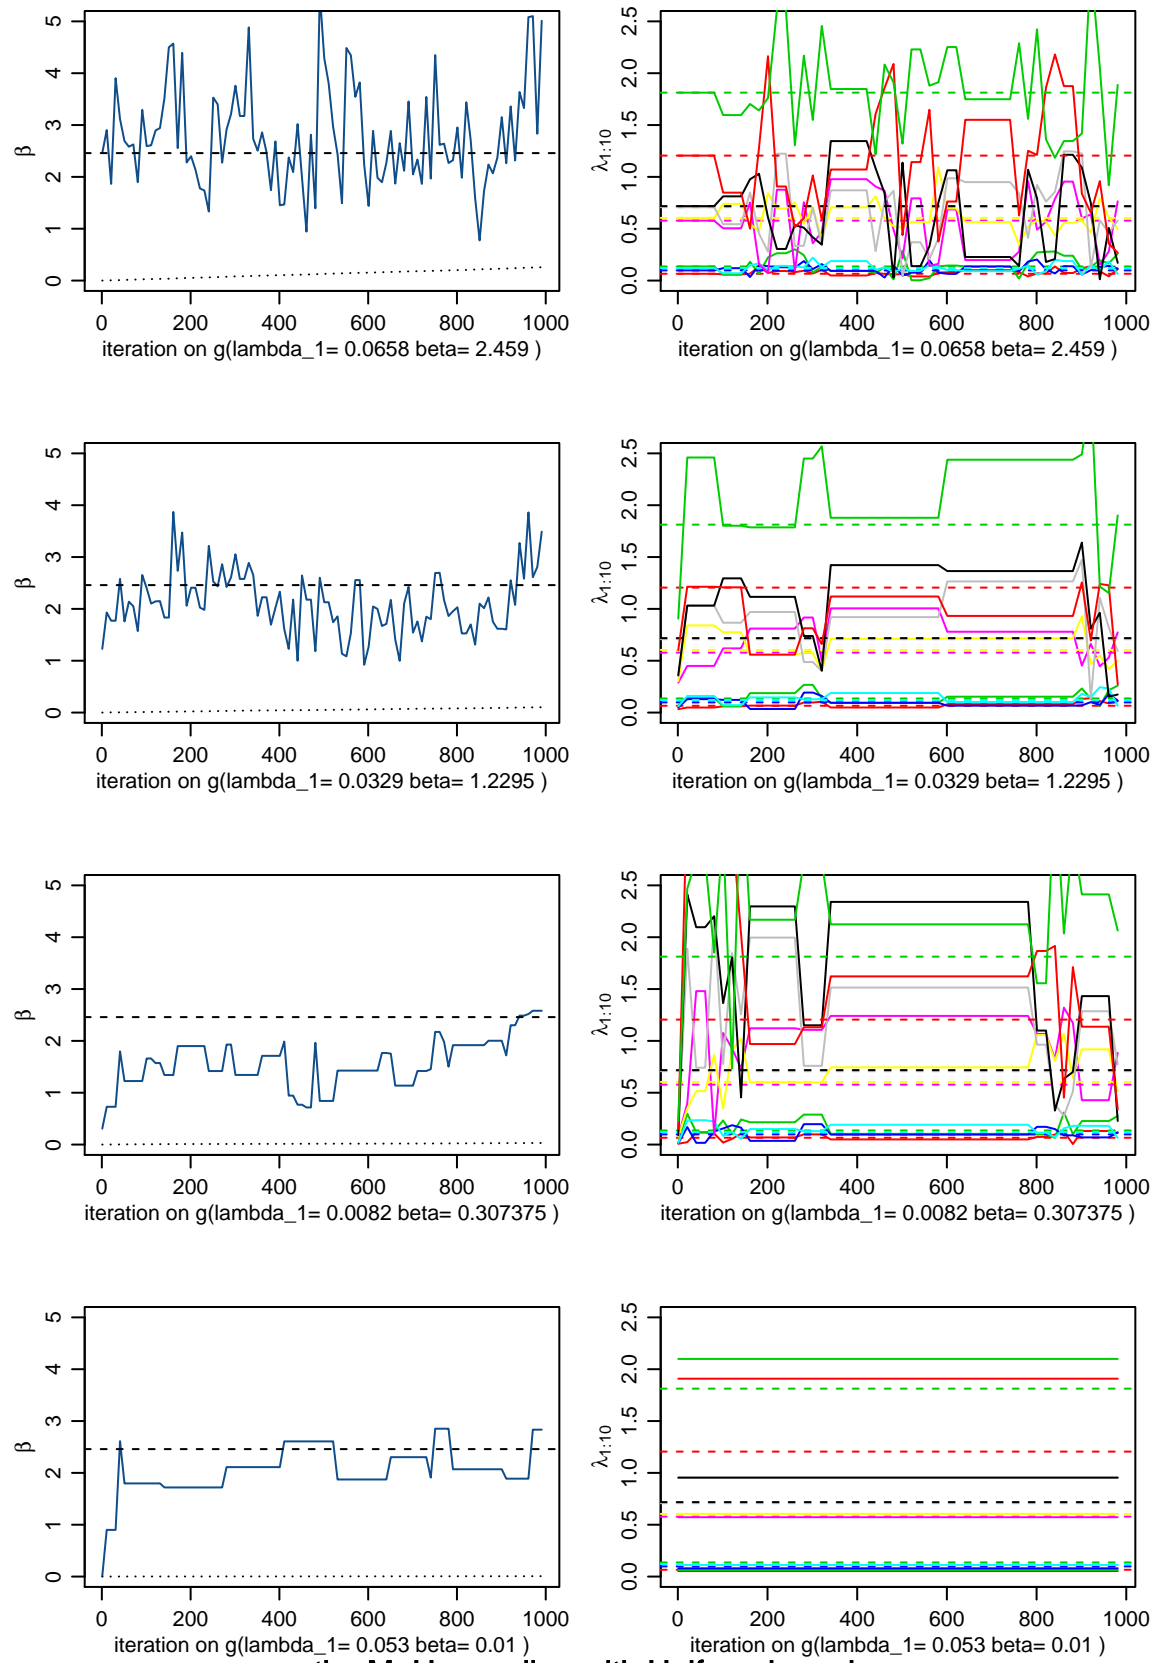 0 1 2 3 4 5
β
0 200 400 600 800 1000
iteration on g(lambda_1= 0.0658 beta= 2.459 )
0.0 0.5 1.0 1.5 2.0 2.5
λ1:10
0 200 400 600 800 1000
iteration on g(lambda_1= 0.0658 beta= 2.459 )
0 1 2 3 4 5
β
0 200 400 600 800 1000
iteration on g(lambda_1= 0.0329 beta= 1.2295 )
0.0 0.5 1.0 1.5 2.0 2.5
λ1:10
0 200 400 600 800 1000
iteration on g(lambda_1= 0.0329 beta= 1.2295 )
0 1 2 3 4 5
β
0 200 400 600 800 1000
iteration on g(lambda_1= 0.0082 beta= 0.307375 )
0.0 0.5 1.0 1.5 2.0 2.5
λ1:10
0 200 400 600 800 1000
iteration on g(lambda_1= 0.0082 beta= 0.307375 )
0 1 2 3 4 5
β
0 200 400 600 800 1000
iteration on g(lambda_1= 0.053 beta= 0.01 )
0.0 0.5 1.0 1.5 2.0 2.5
λ1:10
0 200 400 600 800 1000
iteration on g(lambda_1= 0.053 beta= 0.01 )